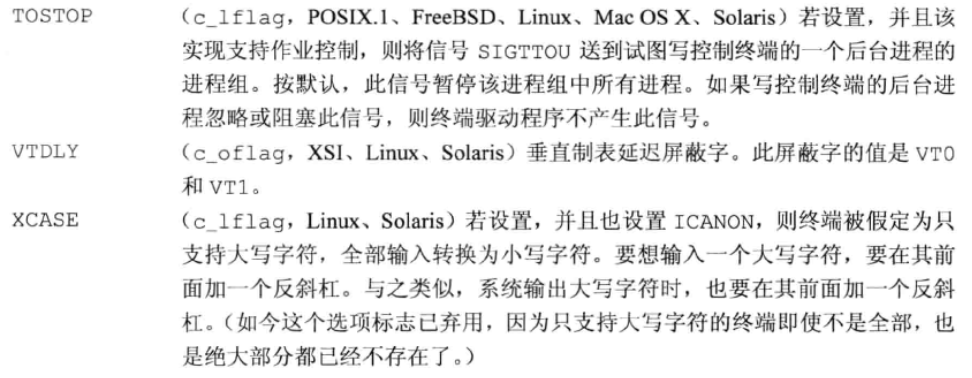 TOSTOP （c_lflag，POSIX.1、FreeBSD、Linux、Mac OS X、Solaris）若设置，并且该
实现支持作业控制，则将信号 SIGTTOU 送到试图写控制终端的一个后台进程的
进程组。按默认，此信号暂停该进程组中所有进程。如果写控制终端的后台进
程忽略或阻塞此信号，则终端驱动程序不产生此信号。
VTDLY （c_oflag，XSI、Linux、Solaris）垂直制表延迟屏蔽字。此屏蔽字的值是 VT0
和 VT1。
XCASE （c_lflag，Linux、Solaris）若设置，并且也设置 ICANON，则终端被假定为只
支持大写字符，全部输入转换为小写字符。要想输入一个大写字符，要在其前
面加一个反斜杠。与之类似，系统输出大写字符时，也要在其前面加一个反斜
杠。（如今这个选项标志已弃用，因为只支持大写字符的终端即使不是全部，也
是绝大部分都已经不存在了。）